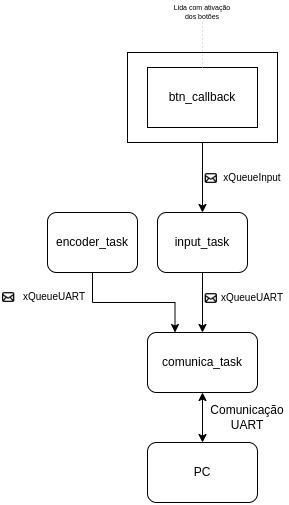 Lida com ativação
dos botões
btn_callback
xQueueInput
encoder_task
input_task
xQueueUART
xQueueUART
comunica_task
Comunicação
UART
PC